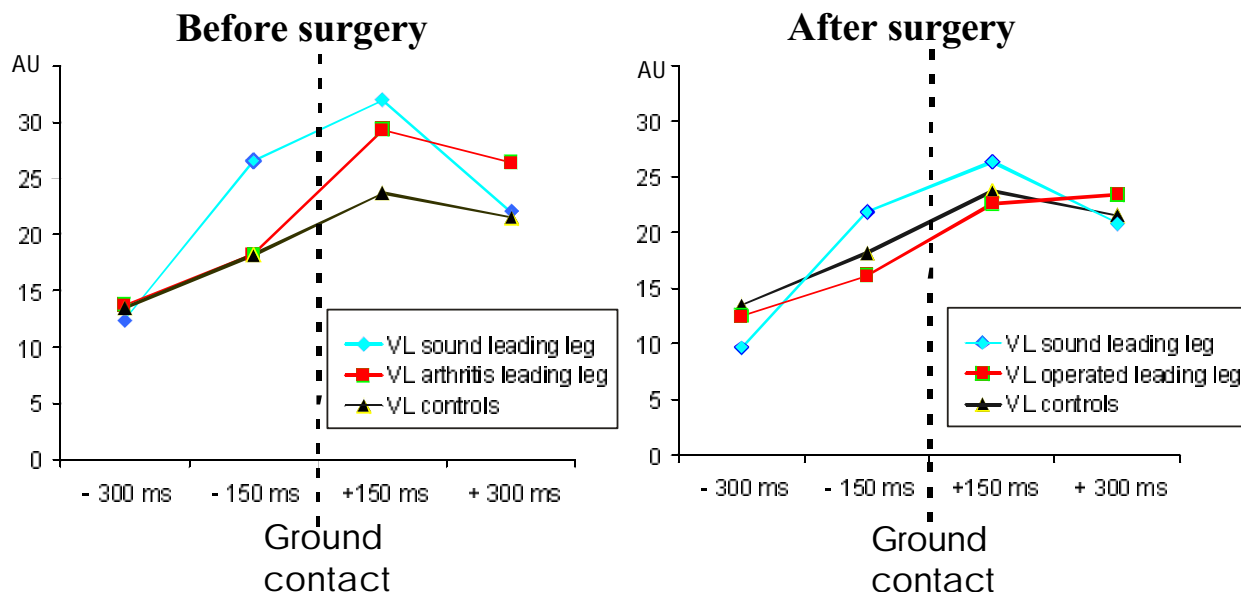 Before surgery
AU
30
25
20
15
10
5
0
VL sound leading leg
VL arthritis leading leg
VL controls
- 300 ms - 150 ms +150 ms + 300 ms
Ground
contact
After surgery
AU
30
25
20
15
10
5
0
VL sound leading leg
VL operated leading leg
VL controls
- 300 ms - 150 ms +150 ms + 300 ms
Ground
contact